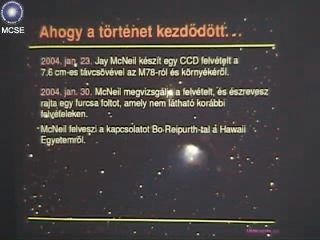 MCSE
Ahogy a történet kezdődött. . .
2004. jan. 23. Jay McNeil készít egy CCD felvételt a
7,6 cm-es távcsövével az M78-ról és környékéről.
2004. jan. 30. McNeil megvizsgálja a felvételt, és észrevesz
rajta egy furcsa foltot, amely nem látható korábbi
felvételeken.
McNeil felveszi a kapcsolatot Bo Reipurth-tal a Hawaii
Egyetemről.